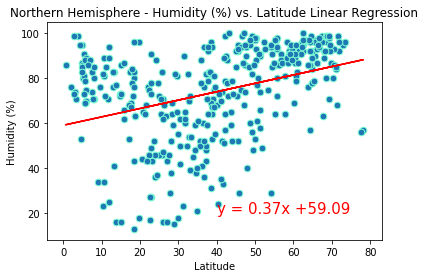 Northern Hemisphere - Humidity (%) vs. Latitude Linear Regression
100
80
60
40
20
Humidity (%)
y = 0.37x +59.09
0 10 20 30 40 50 60 70 80
Latitude